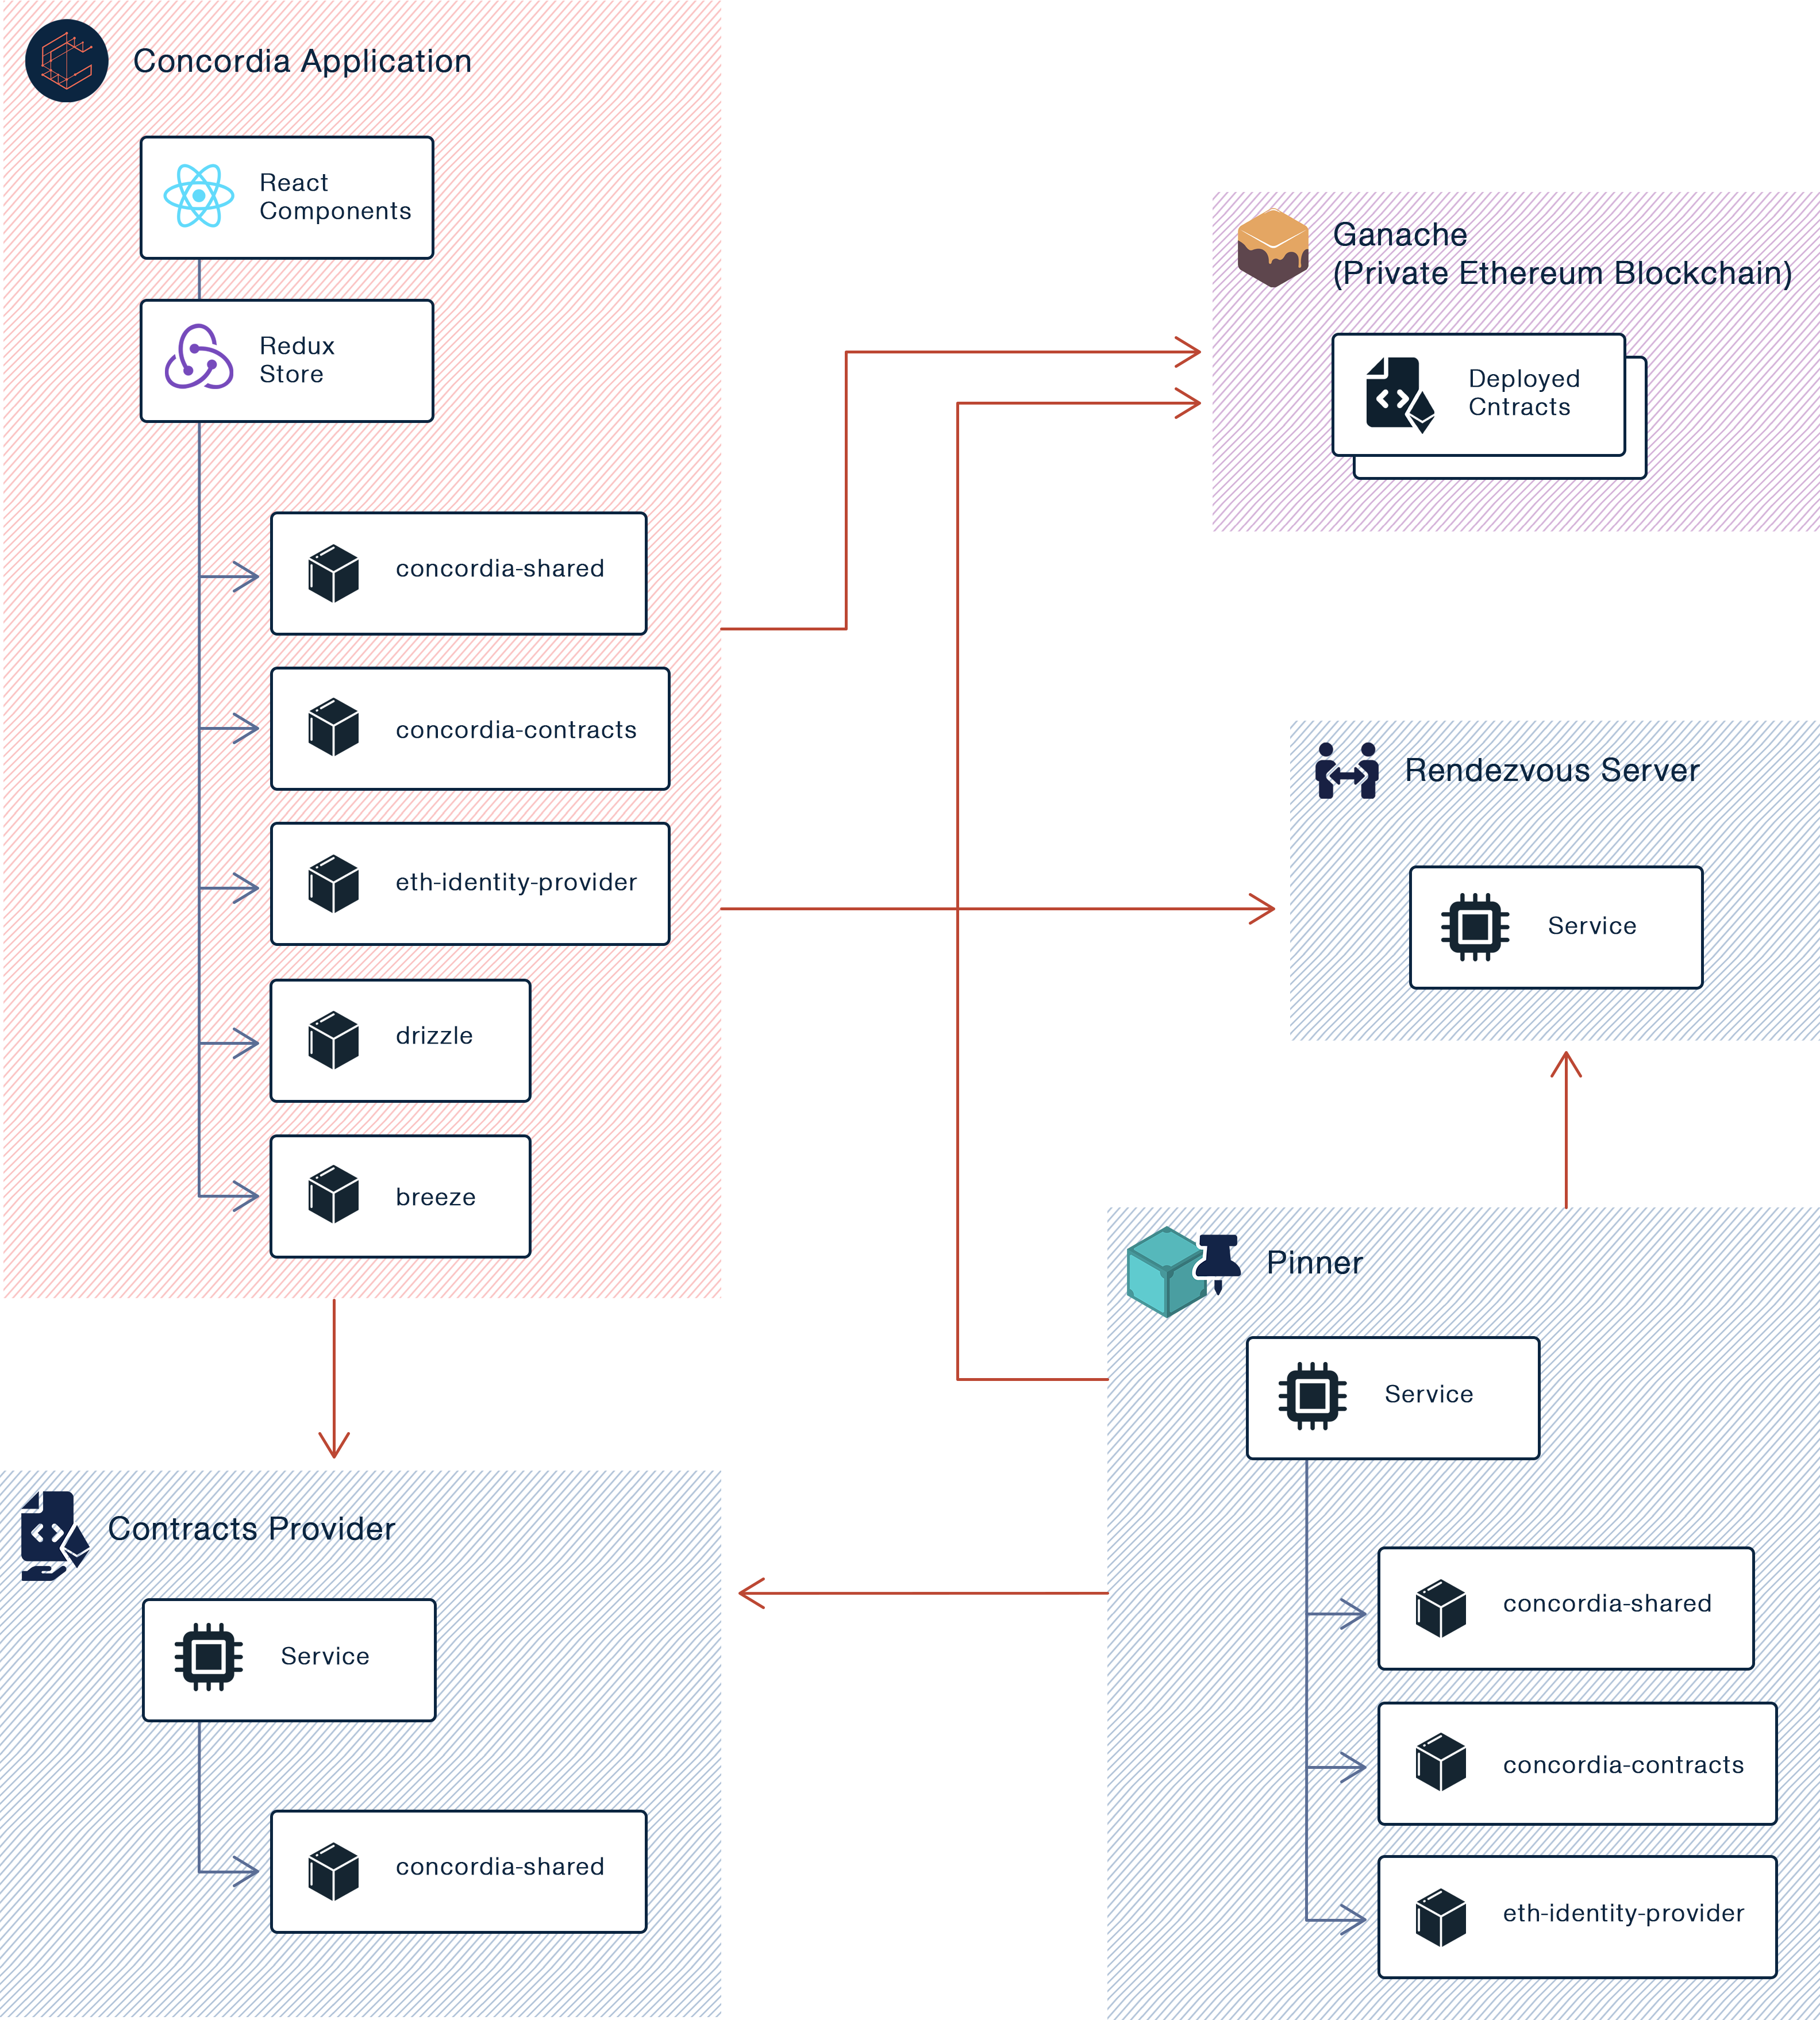 Concordia Application
React
Components
Redux
Store
concordia-shared
concordia-contracts
eth-identity-provider
drizzle
breeze
Ganache
(Private Ethereum Blockchain)
Deployed
Cntracts
Rendezvous Server
Service
Pinner
Service
concordia-shared
concordia-contracts
eth-identity-provider
Contracts Provider
Service
concordia-shared